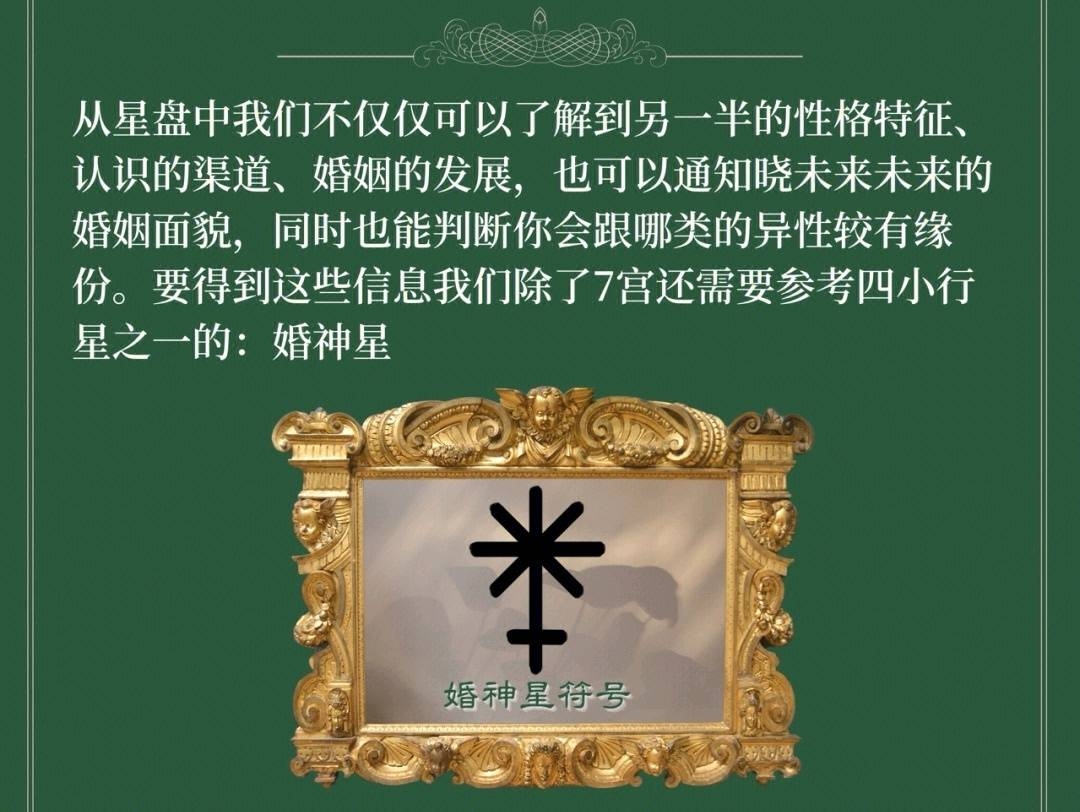 从星盘中我们不仅仅可以了解到另一半的性格特征、
认识的渠道、婚姻的发展，也可以通知晓未来未来的
婚姻面貌，同时也能判断你会跟哪类的异性较有缘
份。要得到这些信息我们除了7宫还需要参考四小行
星之一的：婚神星
婚神星符号